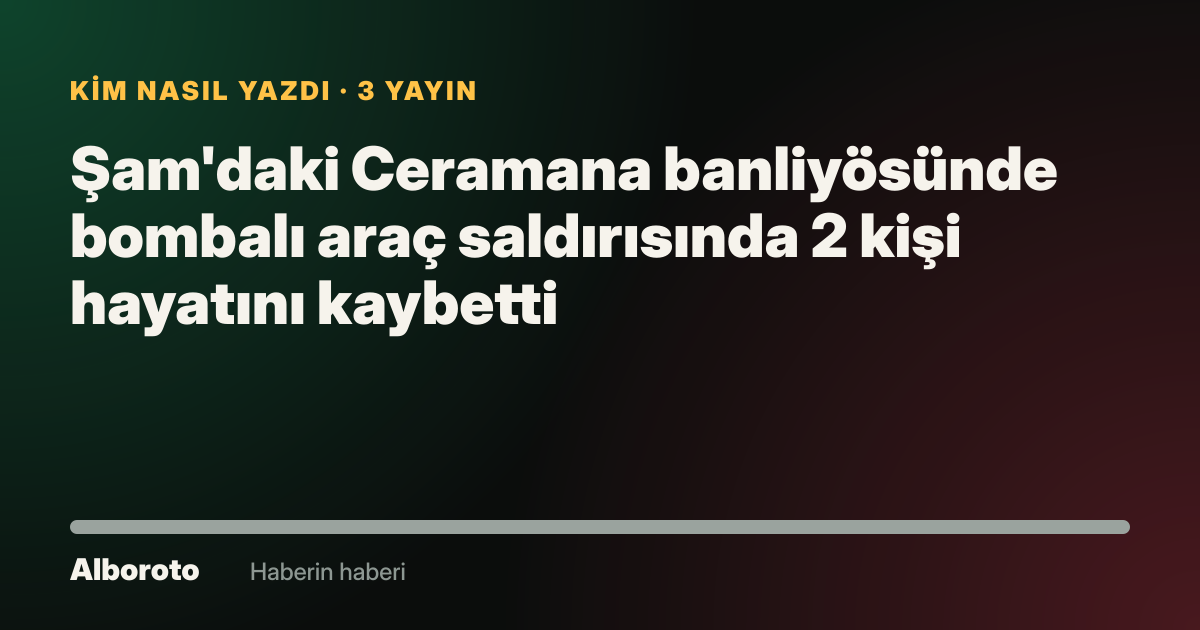 KİM NASIL YAZDI · 3 YAYIN
Şam'daki Ceramana banliyösünde
bombalı araç saldırısında 2 kişi
hayatını kaybetti
Alboroto
Haberin haberi